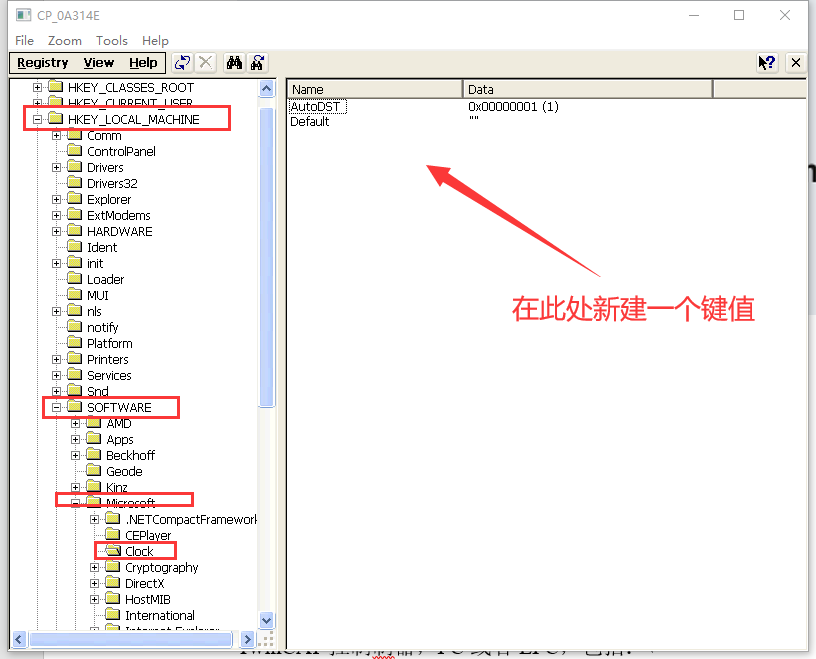 CP_0A314E
File Zoom Tools Help
Registry View Help
HKEY_CLASSES_ROOT
HKEY_CURRENT_USER
HKEY_LOCAL_MACHINE
Comm
ControlPanel
Drivers
Drivers32
Explorer
ExtModems
HARDWARE
Ident
init
Loader
MUI
nls
notify
Platform
Printers
Services
Snd
SOFTWARE
AMD
Apps
Beckhoff
Geode
Kinz
Microsoft
.NETCompactFramework
CEPlayer
Clock
Cryptography
DirectX
HostMIB
International
Internet Explorer
Name Data
AutoDST 0x00000001 (1)
Default ""
在此处新建一个键值